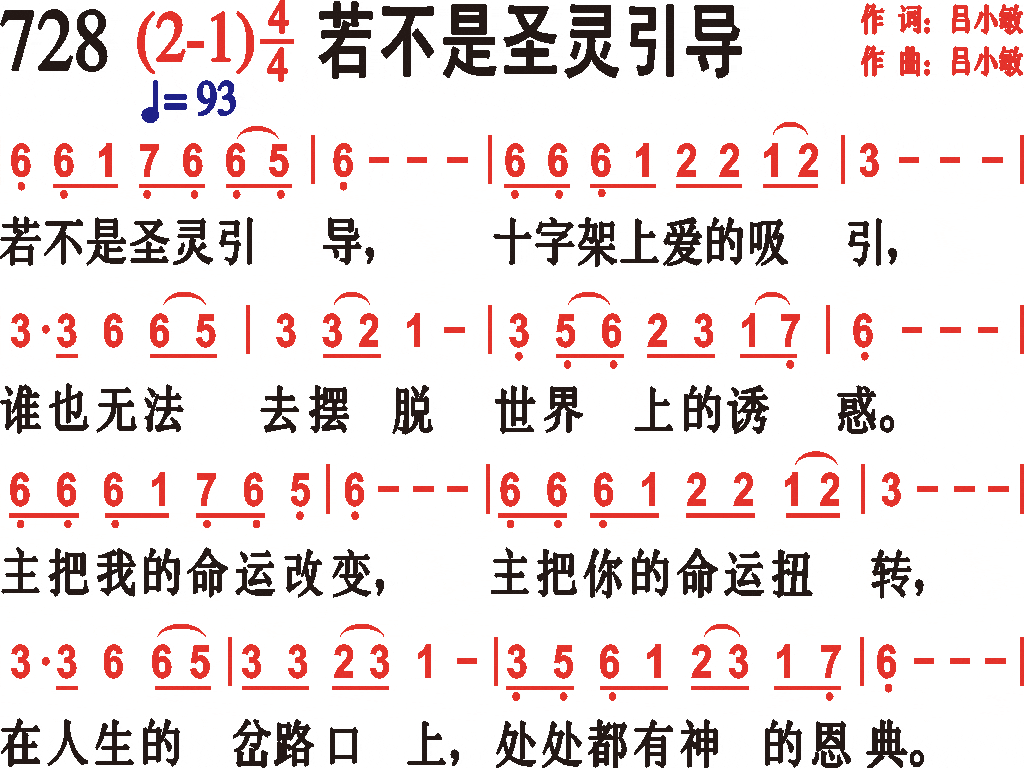 728 (2-1) 4/4 若不是圣灵引导 作 词：吕小敏
作 曲：吕小敏
♩= 93
6 6 1 7 6 6 5 | 6 - - - | 6 6 6 1 2 2 1 2 | 3 - - - |
若不是圣灵引 导， 十字架上爱的吸 引，
3·3 6 6 5 | 3 3 2 1 - | 3 5 6 2 3 1 7 | 6 - - - |
谁也无法 去摆 脱 世界 上的诱 惑。
6 6 6 1 7 6 5 | 6 - - - | 6 6 6 1 2 2 1 2 | 3 - - - |
主把我的命运改变， 主把你的命运扭 转，
3·3 6 6 5 | 3 3 2 3 1 - | 3 5 6 1 2 3 1 7 | 6 - - - |
在人生的 岔路口 上， 处处都有神 的恩典。